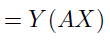 = Y(AX)